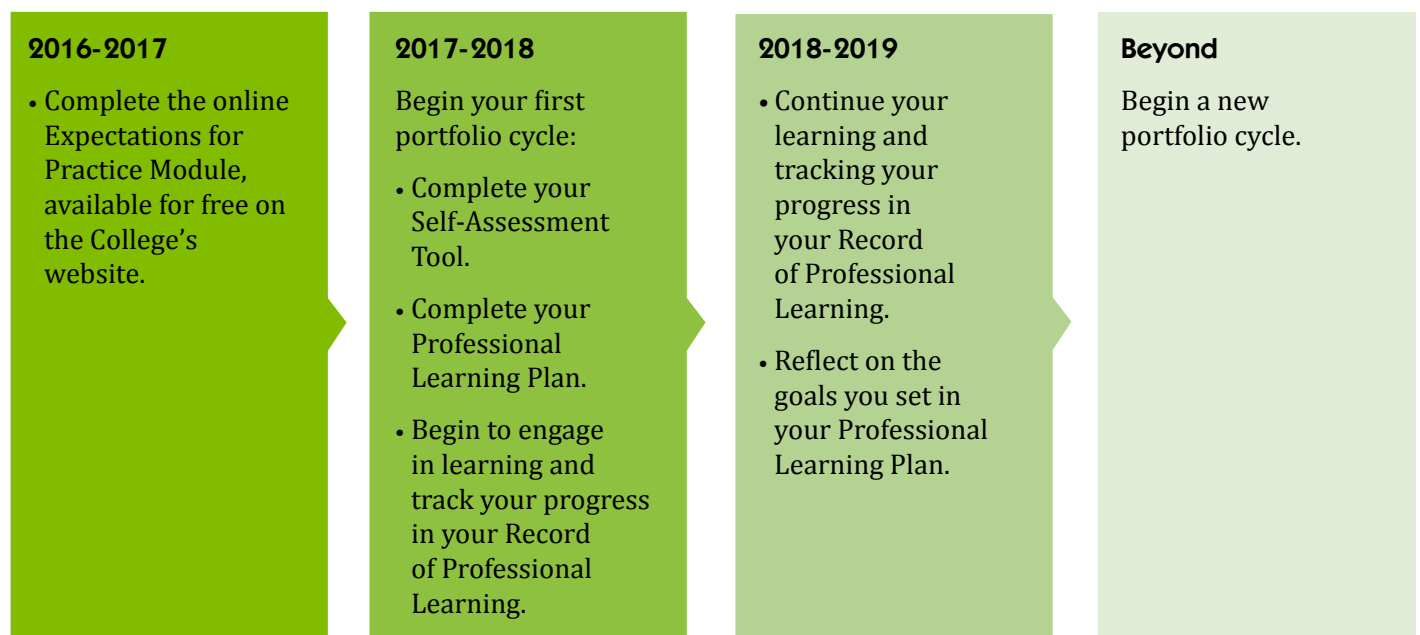 2016-2017
• Complete the online
Expectations for
Practice Module,
available for free on
the College’s
website.
2017-2018
Begin your first
portfolio cycle:
• Complete your
Self-Assessment
Tool.
• Complete your
Professional
Learning Plan.
• Begin to engage
in learning and
track your progress
in your Record
of Professional
Learning.
2018-2019
• Continue your
learning and
tracking your
progress in
your Record
of Professional
Learning.
• Reflect on the
goals you set in
your Professional
Learning Plan.
Beyond
Begin a new
portfolio cycle.